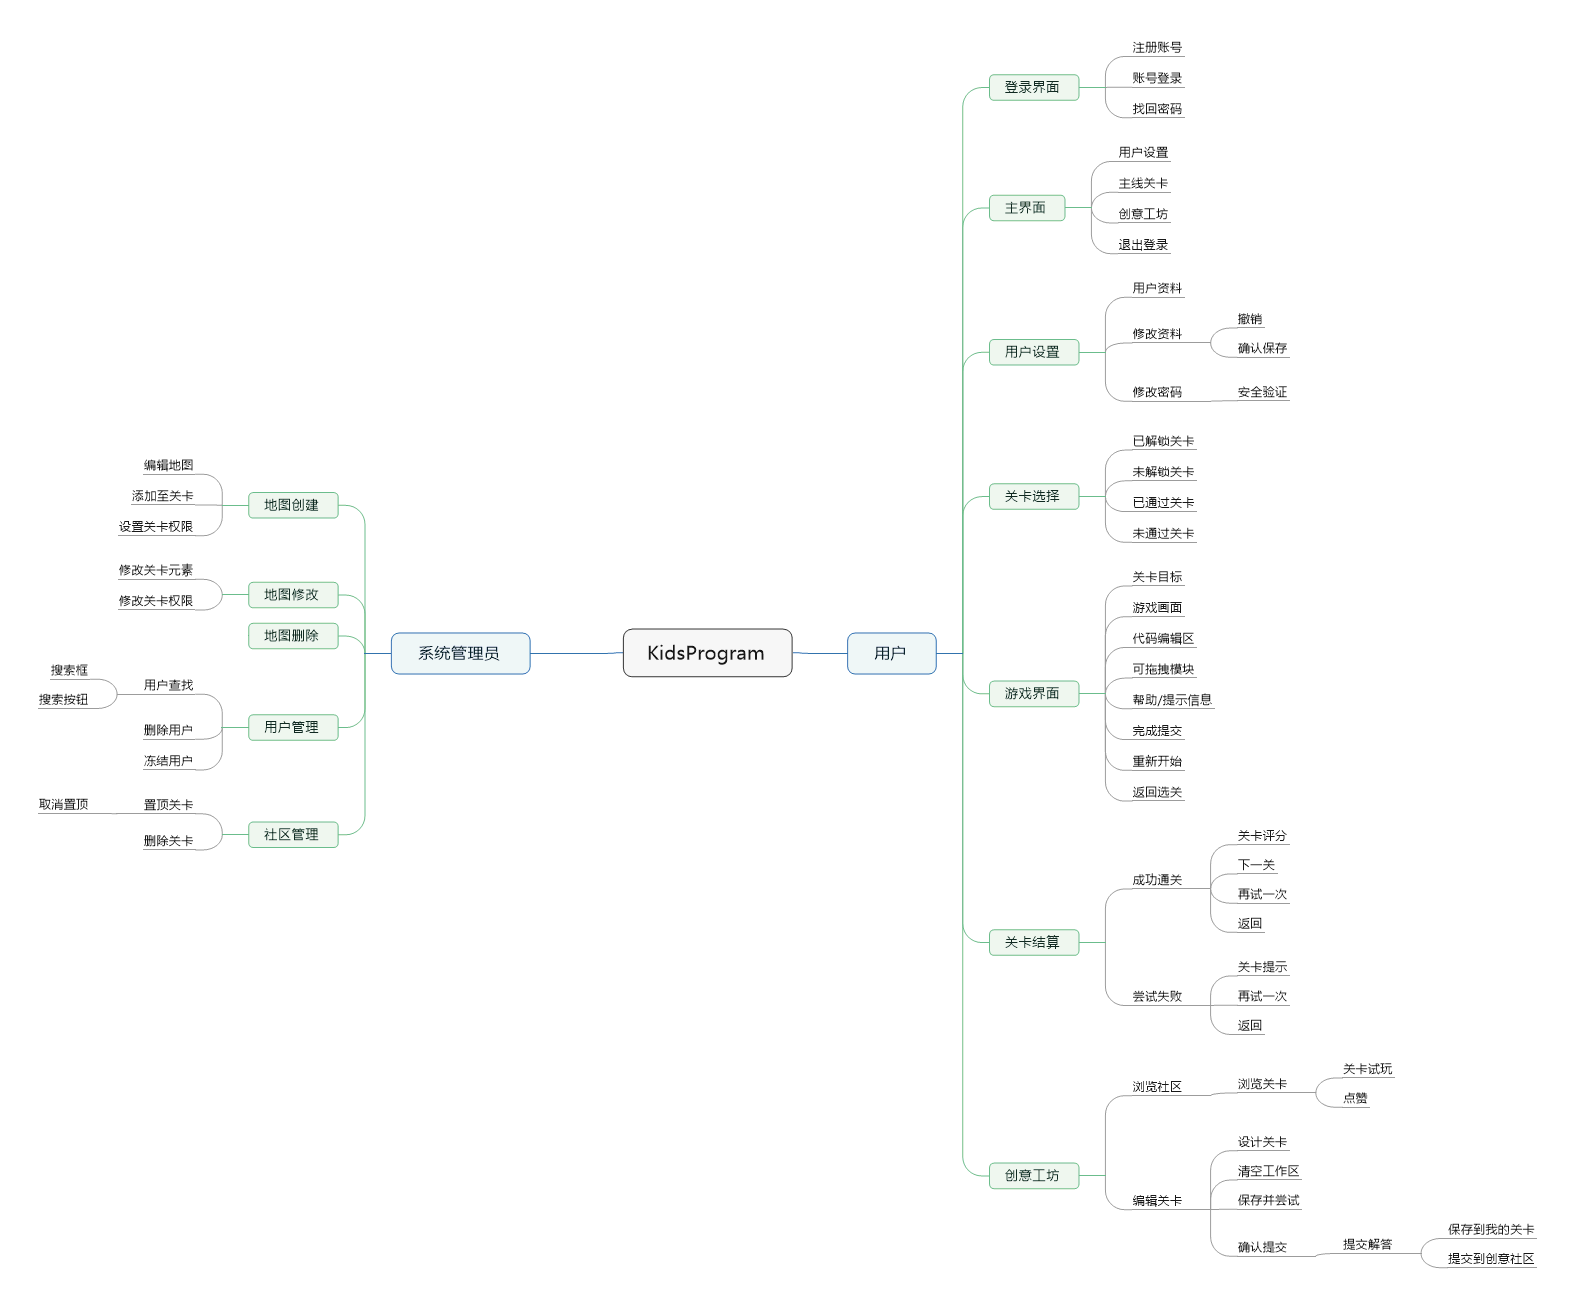 KidsProgram
用户
登录界面
注册账号
账号登录
找回密码
主界面
用户设置
主线关卡
创意工坊
退出登录
用户设置
用户资料
修改资料
撤销
确认保存
修改密码
安全验证
关卡选择
已解锁关卡
未解锁关卡
已通过关卡
未通过关卡
游戏界面
关卡目标
游戏画面
代码编辑区
可拖拽模块
帮助/提示信息
完成提交
重新开始
返回选关
关卡结算
成功通关
关卡评分
下一关
再试一次
返回
尝试失败
关卡提示
再试一次
返回
创意工坊
浏览社区
浏览关卡
关卡试玩
点赞
编辑关卡
设计关卡
清空工作区
保存并尝试
确认提交
提交解答
保存到我的关卡
提交到创意社区
系统管理员
地图创建
编辑地图
添加至关卡
设置关卡权限
地图修改
修改关卡元素
修改关卡权限
地图删除
用户管理
用户查找
搜索框
搜索按钮
删除用户
冻结用户
社区管理
置顶关卡
取消置顶
删除关卡